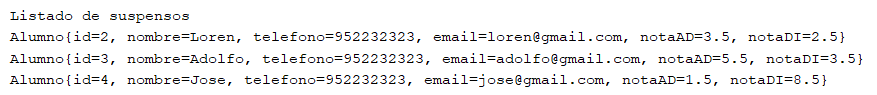 Listado de suspensos
Alumno{id=2, nombre=Loren, telefono=952232323, email=loren@gmail.com, notaAD=3.5, notaDI=2.5}
Alumno{id=3, nombre=Adolfo, telefono=952232323, email=adolfo@gmail.com, notaAD=5.5, notaDI=3.5}
Alumno{id=4, nombre=Jose, telefono=952232323, email=jose@gmail.com, notaAD=1.5, notaDI=8.5}